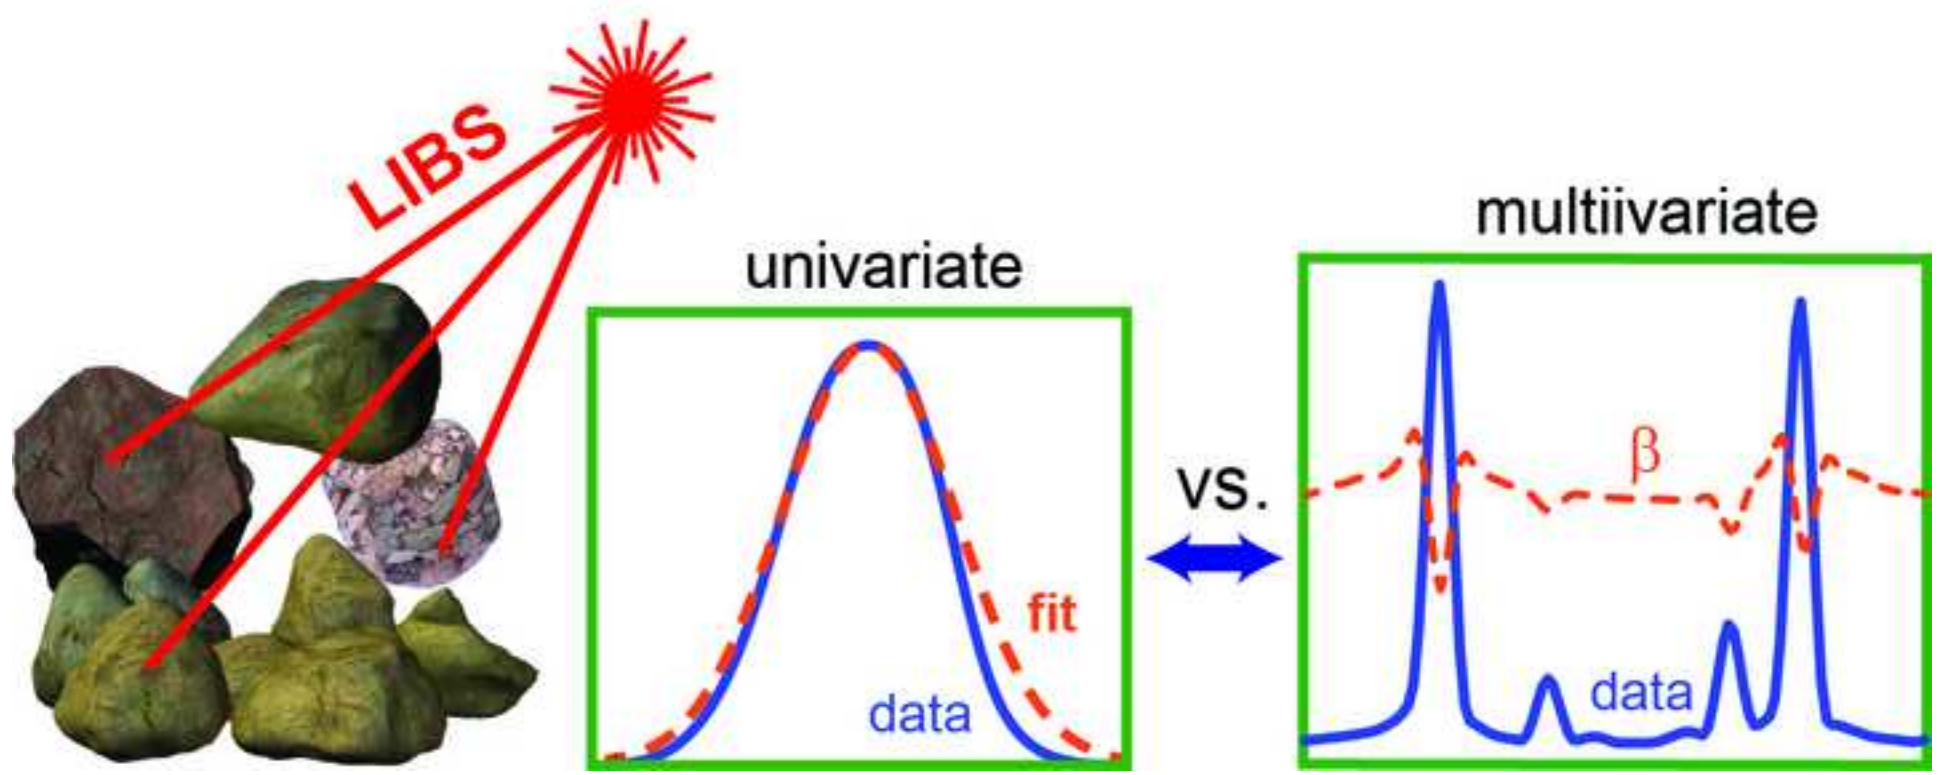 LIBS
univariate
fit
data
vs.
multiivariate
β
data